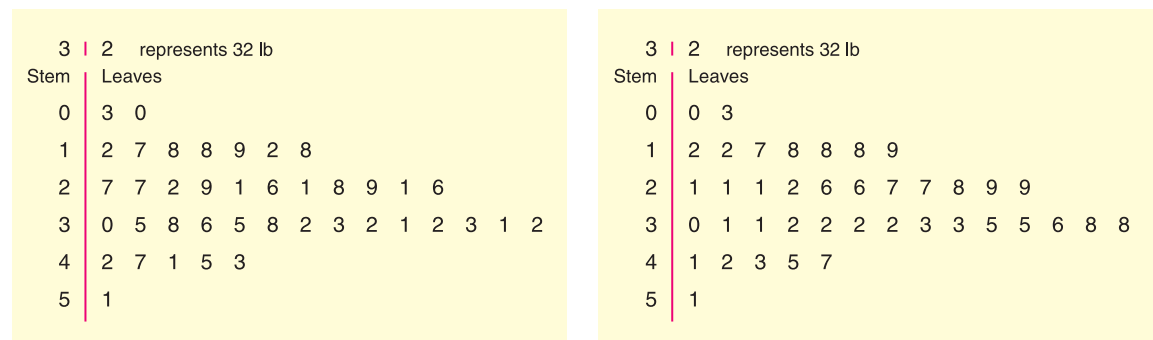 3 | 2 represents 32 lb
Stem Leaves
0 3 0
1 2 7 8 8 9 2 8
2 7 7 2 9 1 6 1 8 9 1 6
3 0 5 8 6 5 8 2 3 2 1 2 3 1 2
4 2 7 1 5 3
5 1
3 | 2 represents 32 lb
Stem Leaves
0 0 3
1 2 2 7 8 8 8 9
2 1 1 1 2 6 6 7 7 8 9 9
3 0 1 1 2 2 2 2 3 3 5 5 6 8 8
4 1 2 3 5 7
5 1